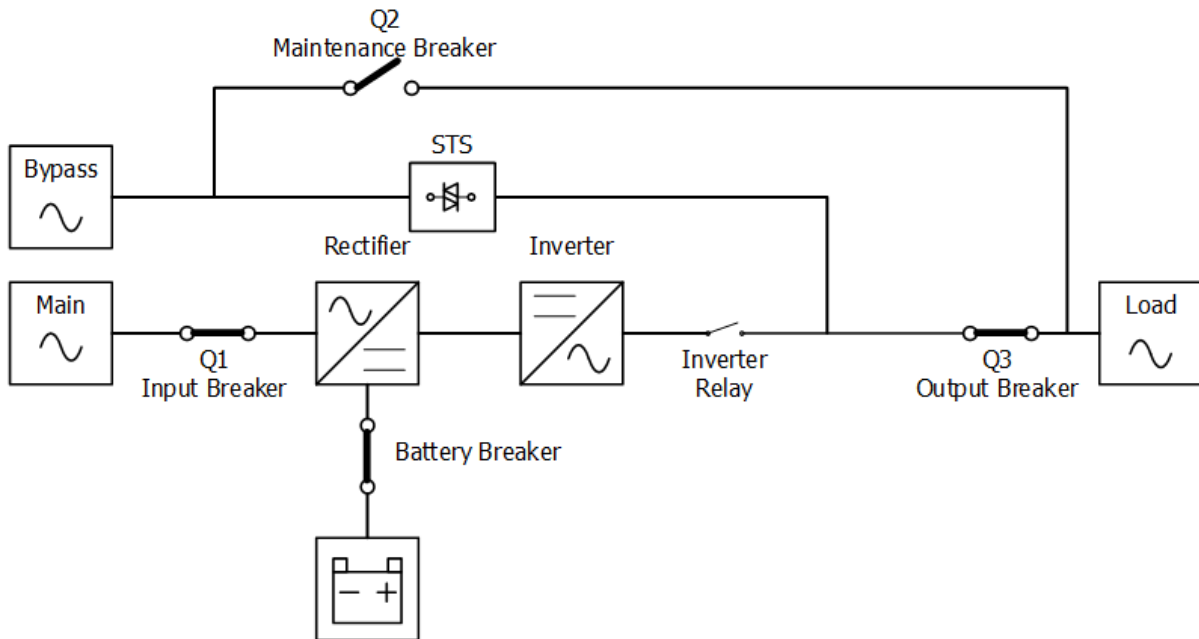 Q2
Maintenance Breaker
Bypass
STS
Rectifier
Inverter
Main
Q1
Input Breaker
Inverter
Relay
Q3
Output Breaker
Load
Battery Breaker
− +